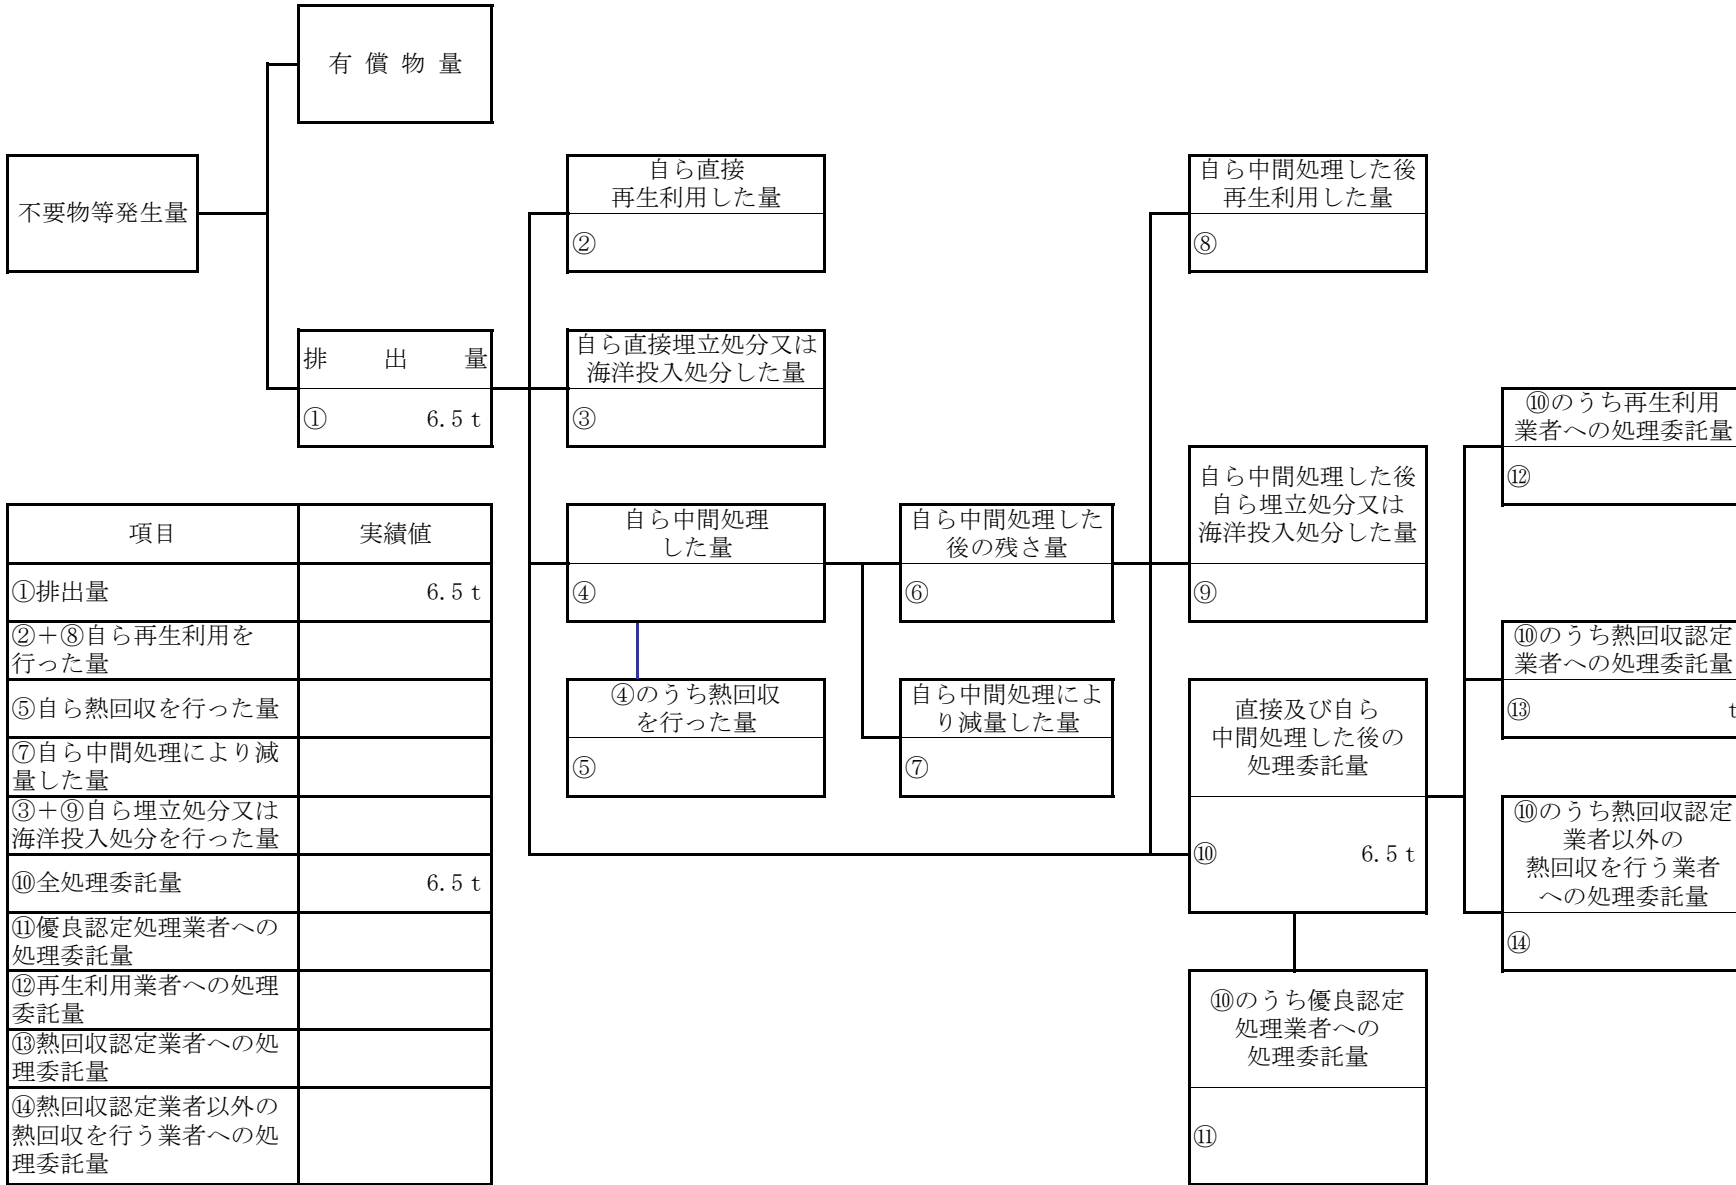 有 償 物 量
不要物等発生量
自ら直接
再生利用した量
②
自ら中間処理した後
再生利用した量
⑧
排 出 量
① 6.5 t
自ら直接埋立処分又は
海洋投入処分した量
③
⑩のうち再生利用
業者への処理委託量
⑫
自ら中間処理した後
自ら埋立処分又は
海洋投入処分した量
⑨
自ら中間処理
した量
④
自ら中間処理した
後の残さ量
⑥
⑩のうち熱回収認定
業者への処理委託量
⑬ t
④のうち熱回収
を行った量
⑤
自ら中間処理によ
り減量した量
⑦
直接及び自ら
中間処理した後の
処理委託量
⑩ 6.5 t
⑩のうち熱回収認定
業者以外の
熱回収を行う業者
への処理委託量
⑭
⑩のうち優良認定
処理業者への
処理委託量
⑪
項目 実績値
①排出量 6.5 t
②＋⑧自ら再生利用を
行った量
⑤自ら熱回収を行った量
⑦自ら中間処理により減
量した量
③＋⑨自ら埋立処分又は
海洋投入処分を行った量
⑩全処理委託量 6.5 t
⑪優良認定処理業者への
処理委託量
⑫再生利用業者への処理
委託量
⑬熱回収認定業者への処
理委託量
⑭熱回収認定業者以外の
熱回収を行う業者への処
理委託量